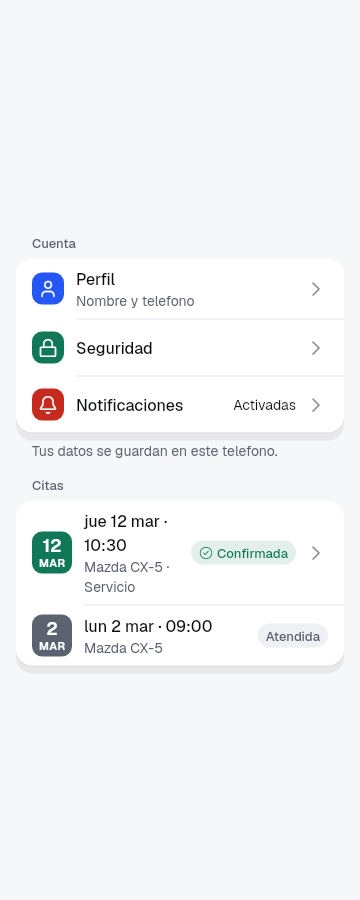 Cuenta
Perfil
Nombre y telefono
Seguridad
Notificaciones Activadas
Tus datos se guardan en este telefono.
Citas
12
MAR
jue 12 mar ·
10:30
Mazda CX-5 ·
Servicio
Confirmada
2
MAR
lun 2 mar · 09:00
Mazda CX-5
Atendida